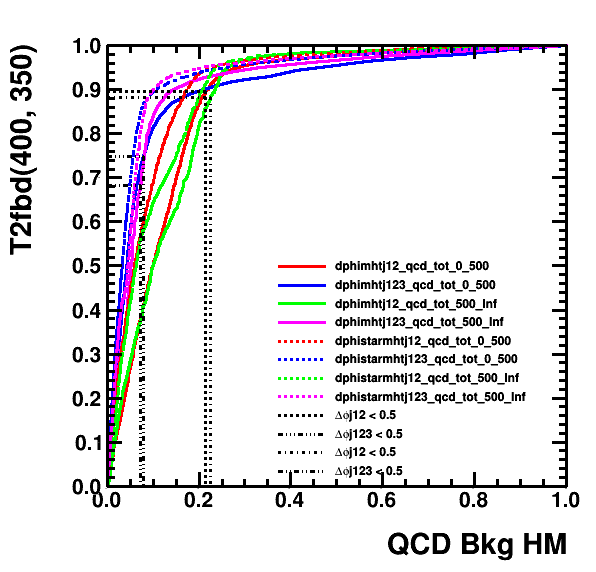 T2fbd(400, 350)
1.0
0.9
0.8
0.7
0.6
0.5
0.4
0.3
0.2
0.1
0.0
0.0 0.2 0.4 0.6 0.8 1.0
QCD Bkg HM
dphimhtj12_qcd_tot_0_500
dphimhtj123_qcd_tot_0_500
dphimhtj12_qcd_tot_500_Inf
dphimhtj123_qcd_tot_500_Inf
dphistarmhtj12_qcd_tot_0_500
dphistarmhtj123_qcd_tot_0_500
dphistarmhtj12_qcd_tot_500_Inf
dphistarmhtj123_qcd_tot_500_Inf
Δϕj12 < 0.5
Δϕj123 < 0.5
Δϕj12 < 0.5
Δϕj123 < 0.5